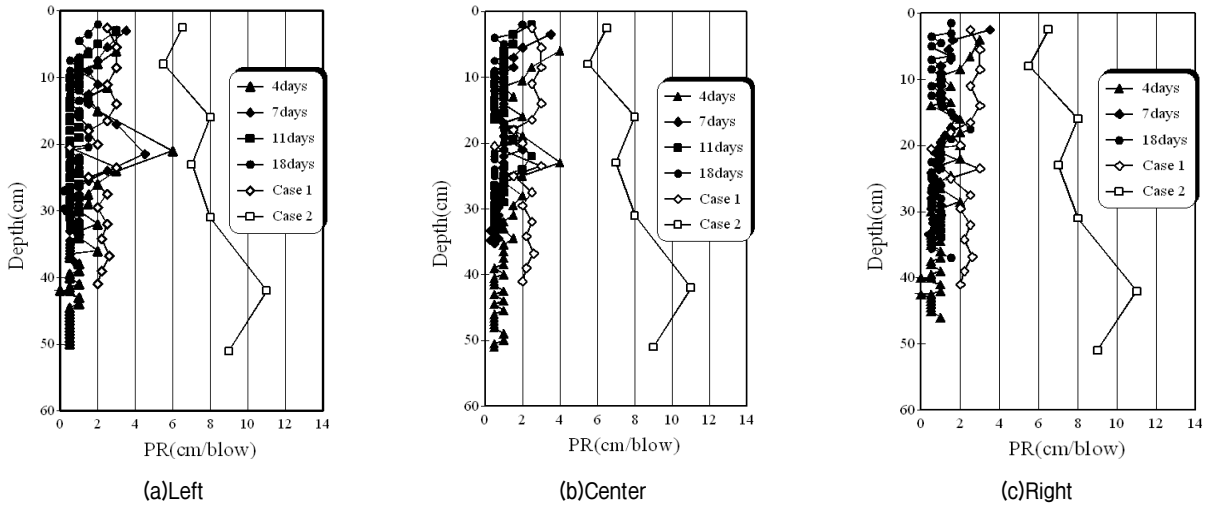 0
10
20
30
40
50
60
Depth(cm)
0 2 4 6 8 10 12 14
PR(cm/blow)
4days
7days
11days
18days
Case 1
Case 2
(a)Left
0
10
20
30
40
50
60
Depth(cm)
0 2 4 6 8 10 12 14
PR(cm/blow)
4days
7days
11days
18days
Case 1
Case 2
(b)Center
0
10
20
30
40
50
60
Depth(cm)
0 2 4 6 8 10 12 14
PR(cm/blow)
4days
7days
18days
Case 1
Case 2
(c)Right